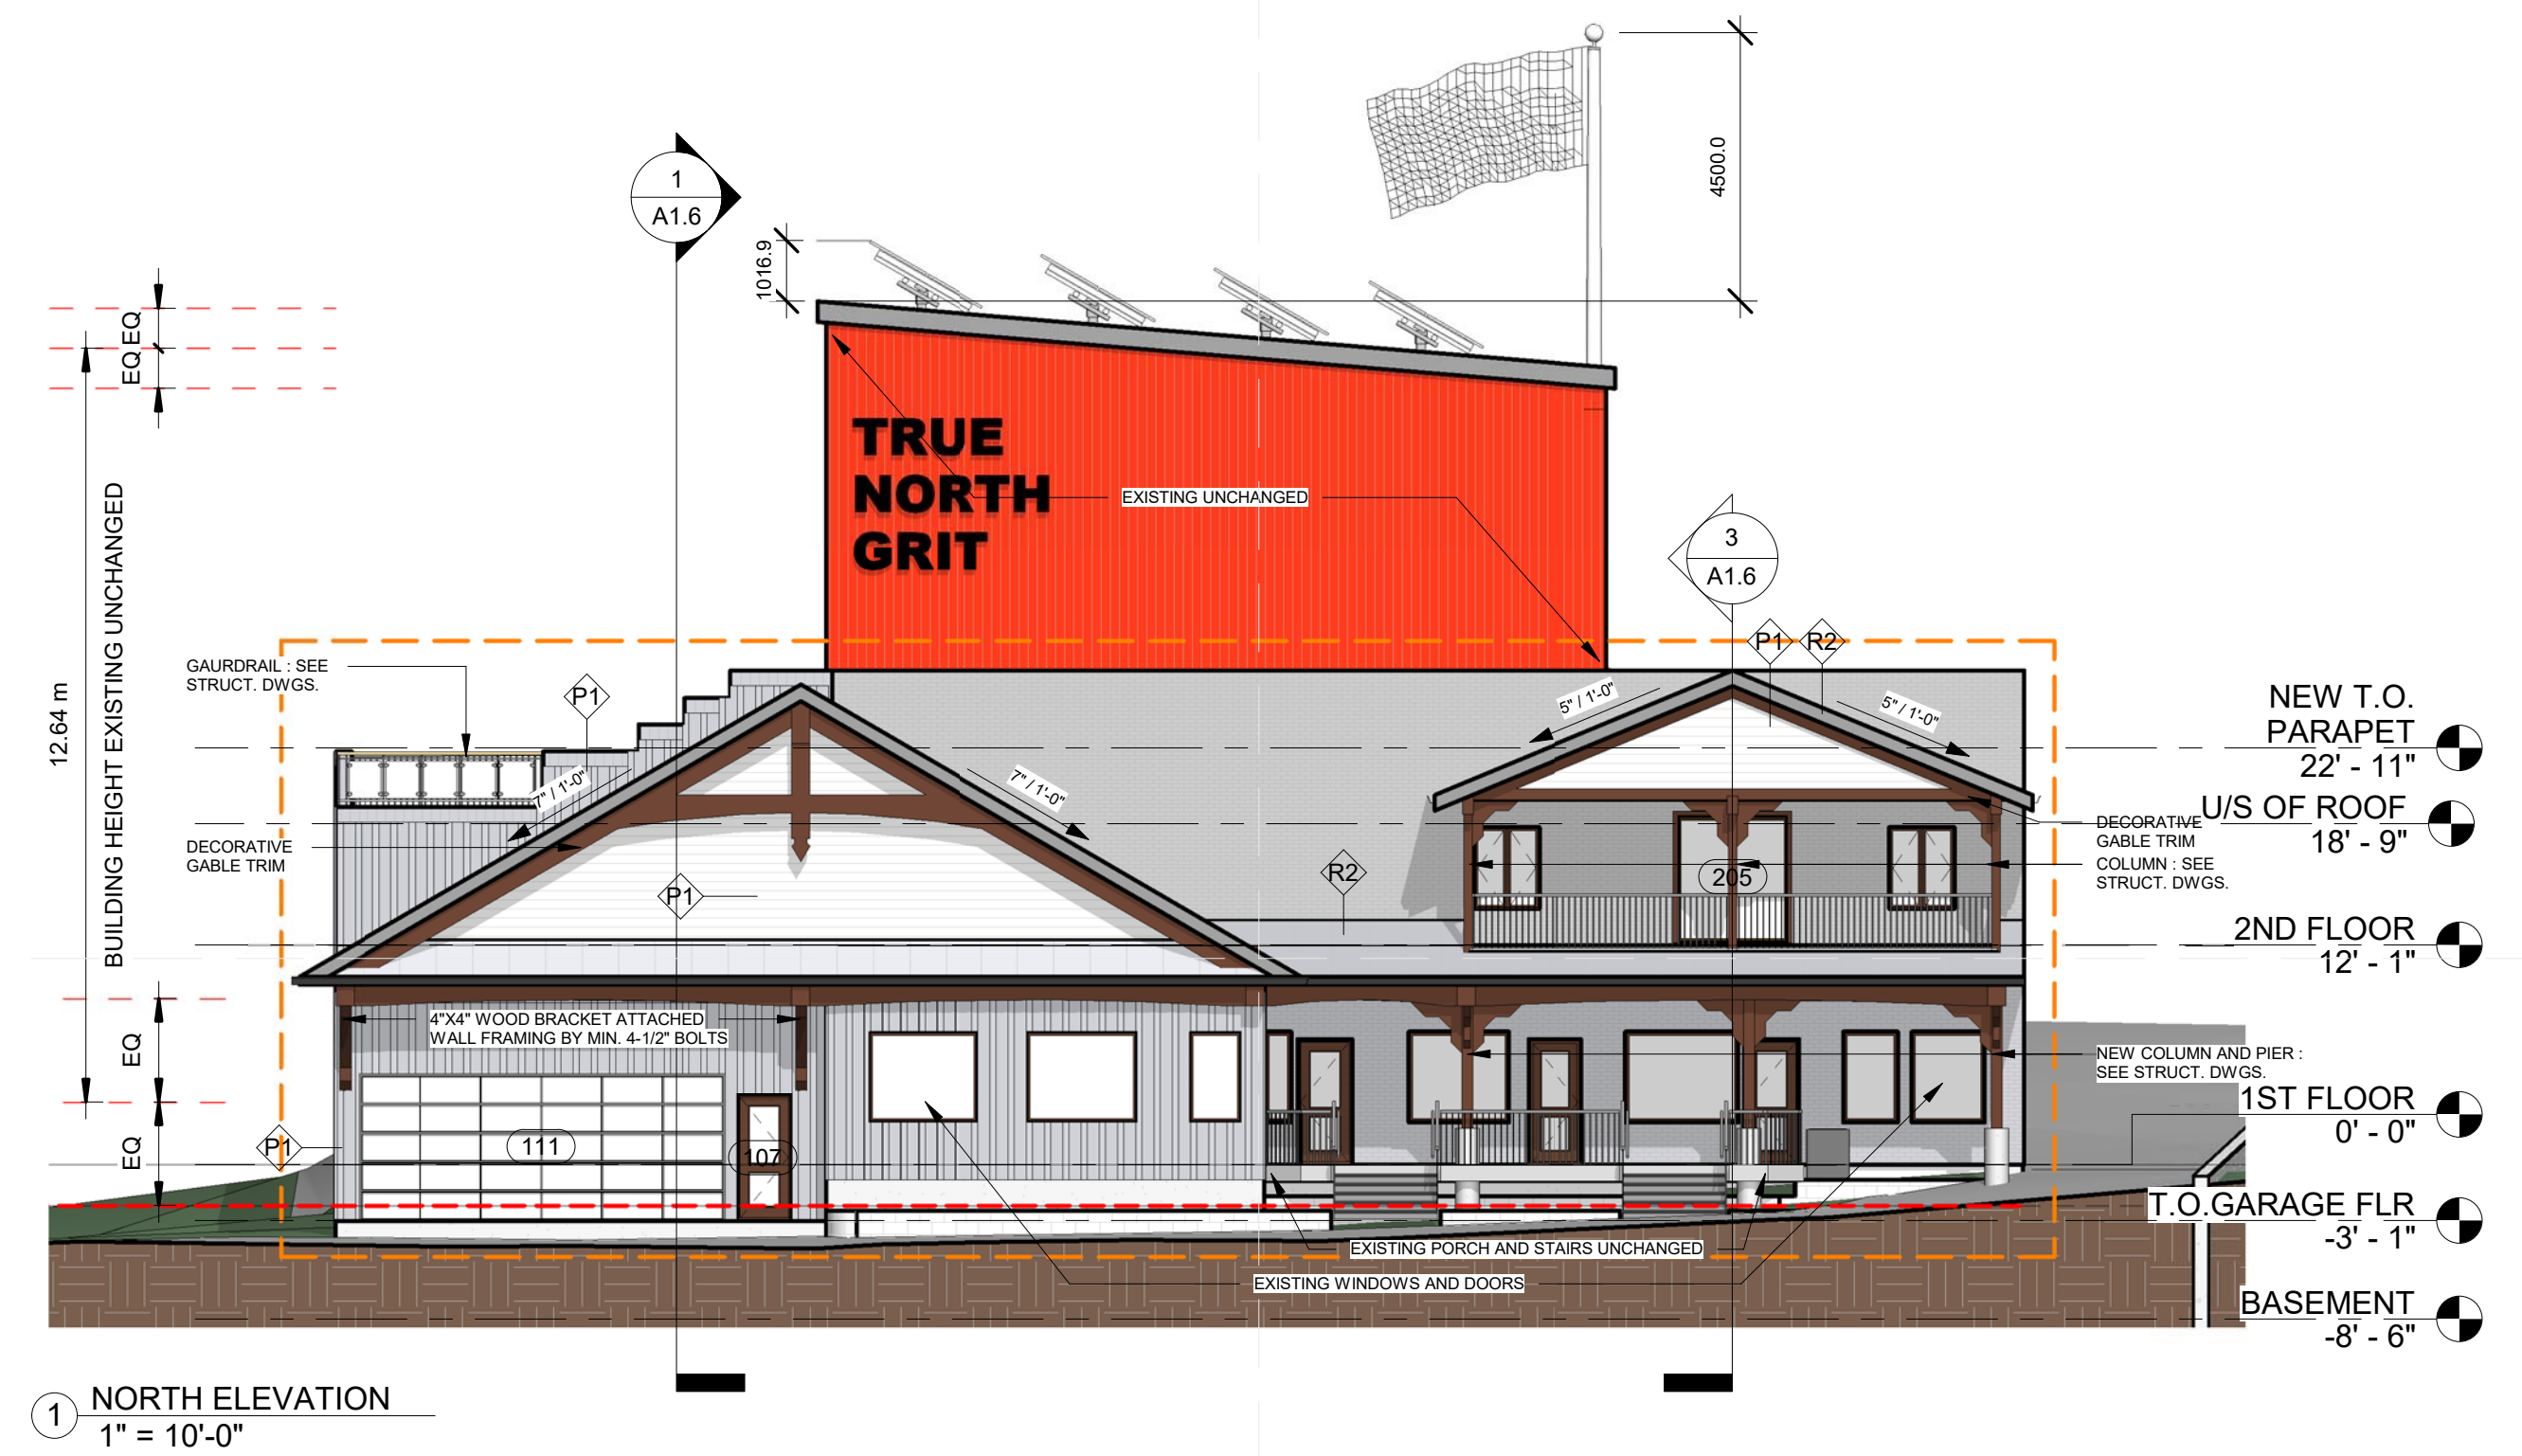 4500.0
1
A1.6
1016.9
EQ
EQ
TRUE
NORTH
GRIT
EXISTING UNCHANGED
3
A1.6
P1
R2
GAURDRAIL : SEE
STRUCT. DWGS.
P1
5" / 1'-0"
5" / 1'-0"
12.64 m
BUILDING HEIGHT EXISTING UNCHANGED
NEW T.O.
PARAPET
22' - 11"
7" / 1'-0"
7" / 1'-0"
U/S OF ROOF
18' - 9"
DECORATIVE
GABLE TRIM
DECORATIVE
GABLE TRIM
COLUMN : SEE
STRUCT. DWGS.
R2
205
P1
2ND FLOOR
12' - 1"
4"X4" WOOD BRACKET ATTACHED
WALL FRAMING BY MIN. 4-1/2" BOLTS
EQ
NEW COLUMN AND PIER :
SEE STRUCT. DWGS.
1ST FLOOR
0' - 0"
P1
EQ
111
107
T.O.GARAGE FLR
-3' - 1"
EXISTING PORCH AND STAIRS UNCHANGED
EXISTING WINDOWS AND DOORS
BASEMENT
-8' - 6"
1
NORTH ELEVATION
1" = 10'-0"